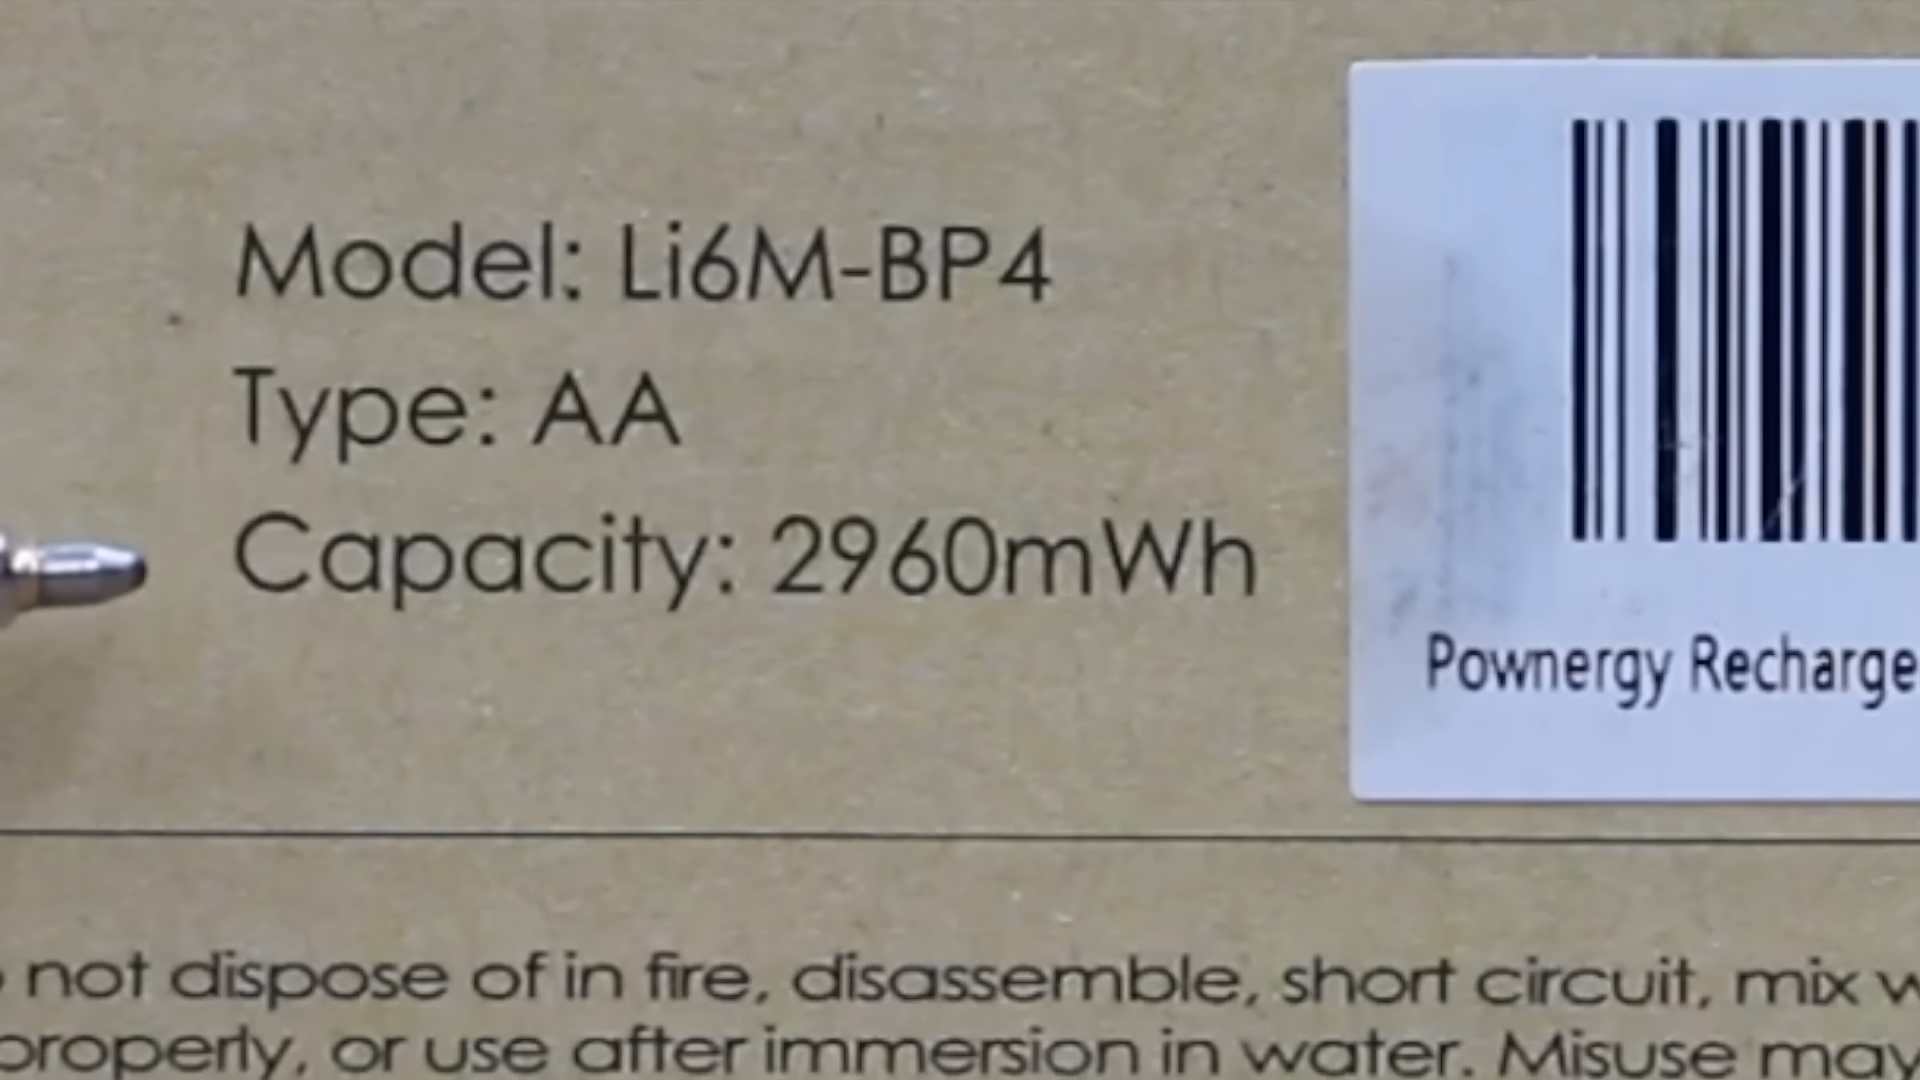 Model: Li6M-BP4
Type: AA
Capacity: 2960mWh
Pownergy Recharge
not dispose of in fire, disassemble, short circuit, mix
properly, or use after immersion in water. Misuse may